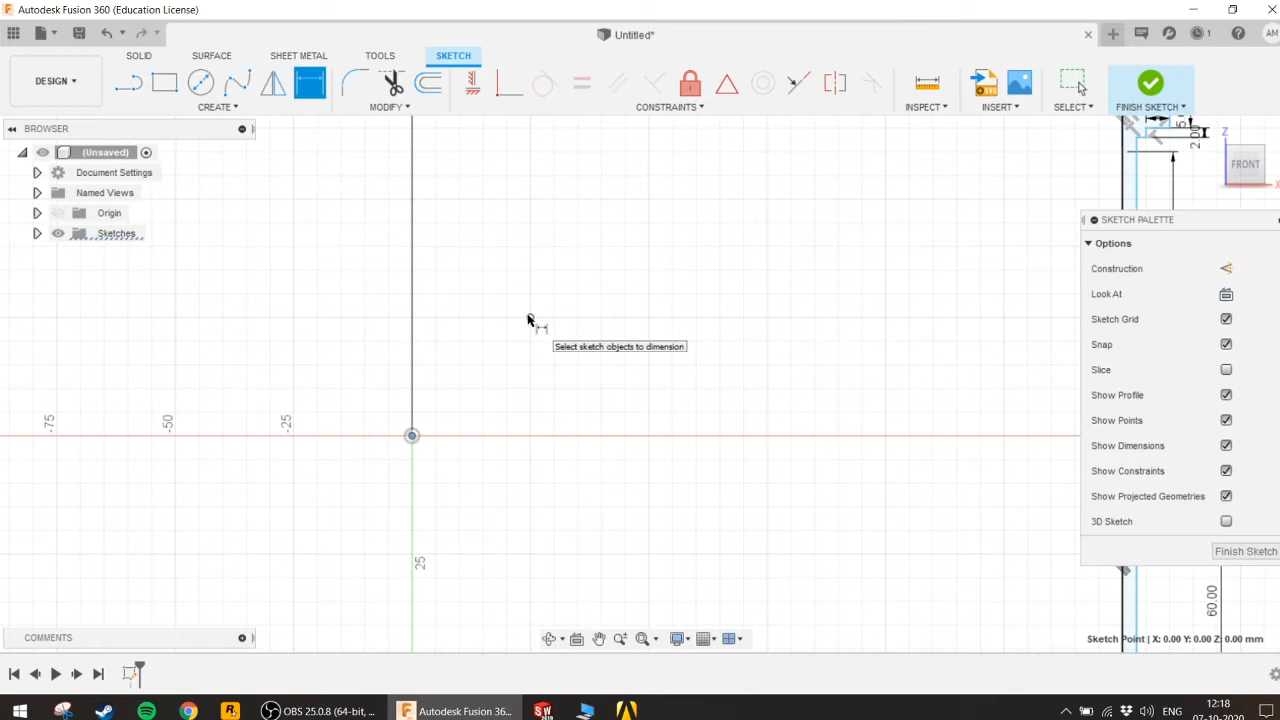 Autodesk Fusion 360 (Education License)
Untitled*
AM
DESIGN
SOLID
SURFACE
SHEET METAL
TOOLS
SKETCH
CREATE
MODIFY
CONSTRAINTS
INSPECT
INSERT
SELECT
FINISH SKETCH
SVG
BROWSER
(Unsaved)
Document Settings
Named Views
Origin
Sketches
2.00
Z
FRONT
X
SKETCH PALETTE
Options
Construction
Look At
Sketch Grid
Snap
Slice
Show Profile
Show Points
Show Dimensions
Show Constraints
Show Projected Geometries
3D Sketch
Finish Sketch
Select sketch objects to dimension
-75
-50
-25
25
60.00
COMMENTS
Sketch Point | X: 0.00 Y: 0.00 Z: 0.00 mm
OBS 25.0.8 (64-bit, ...
Autodesk Fusion 36...
ENG
12:18
07-10-2020